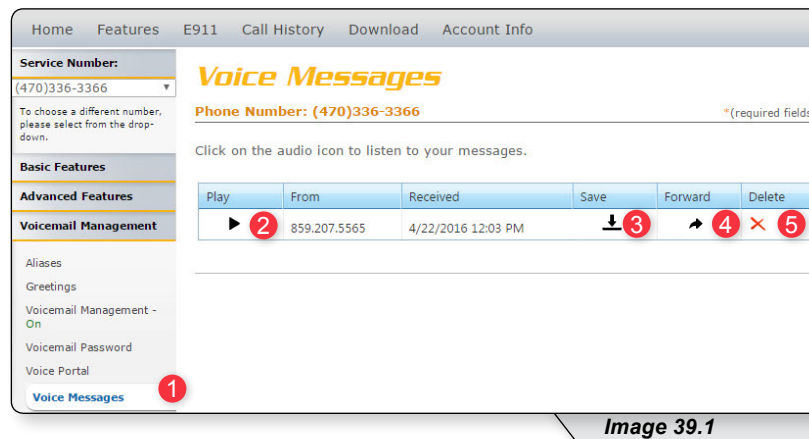 Home Features E911 Call History Download Account Info
Service Number:
(470)336-3366
To choose a different number,
please select from the drop-
down.
Basic Features
Advanced Features
Voicemail Management
Aliases
Greetings
Voicemail Management -
On
Voicemail Password
Voice Portal
Voice Messages 1
Voice Messages
Phone Number: (470)336-3366 *(required fields
Click on the audio icon to listen to your messages.
Play From Received Save Forward Delete
2 859.207.5565 4/22/2016 12:03 PM 3 4 5
Image 39.1